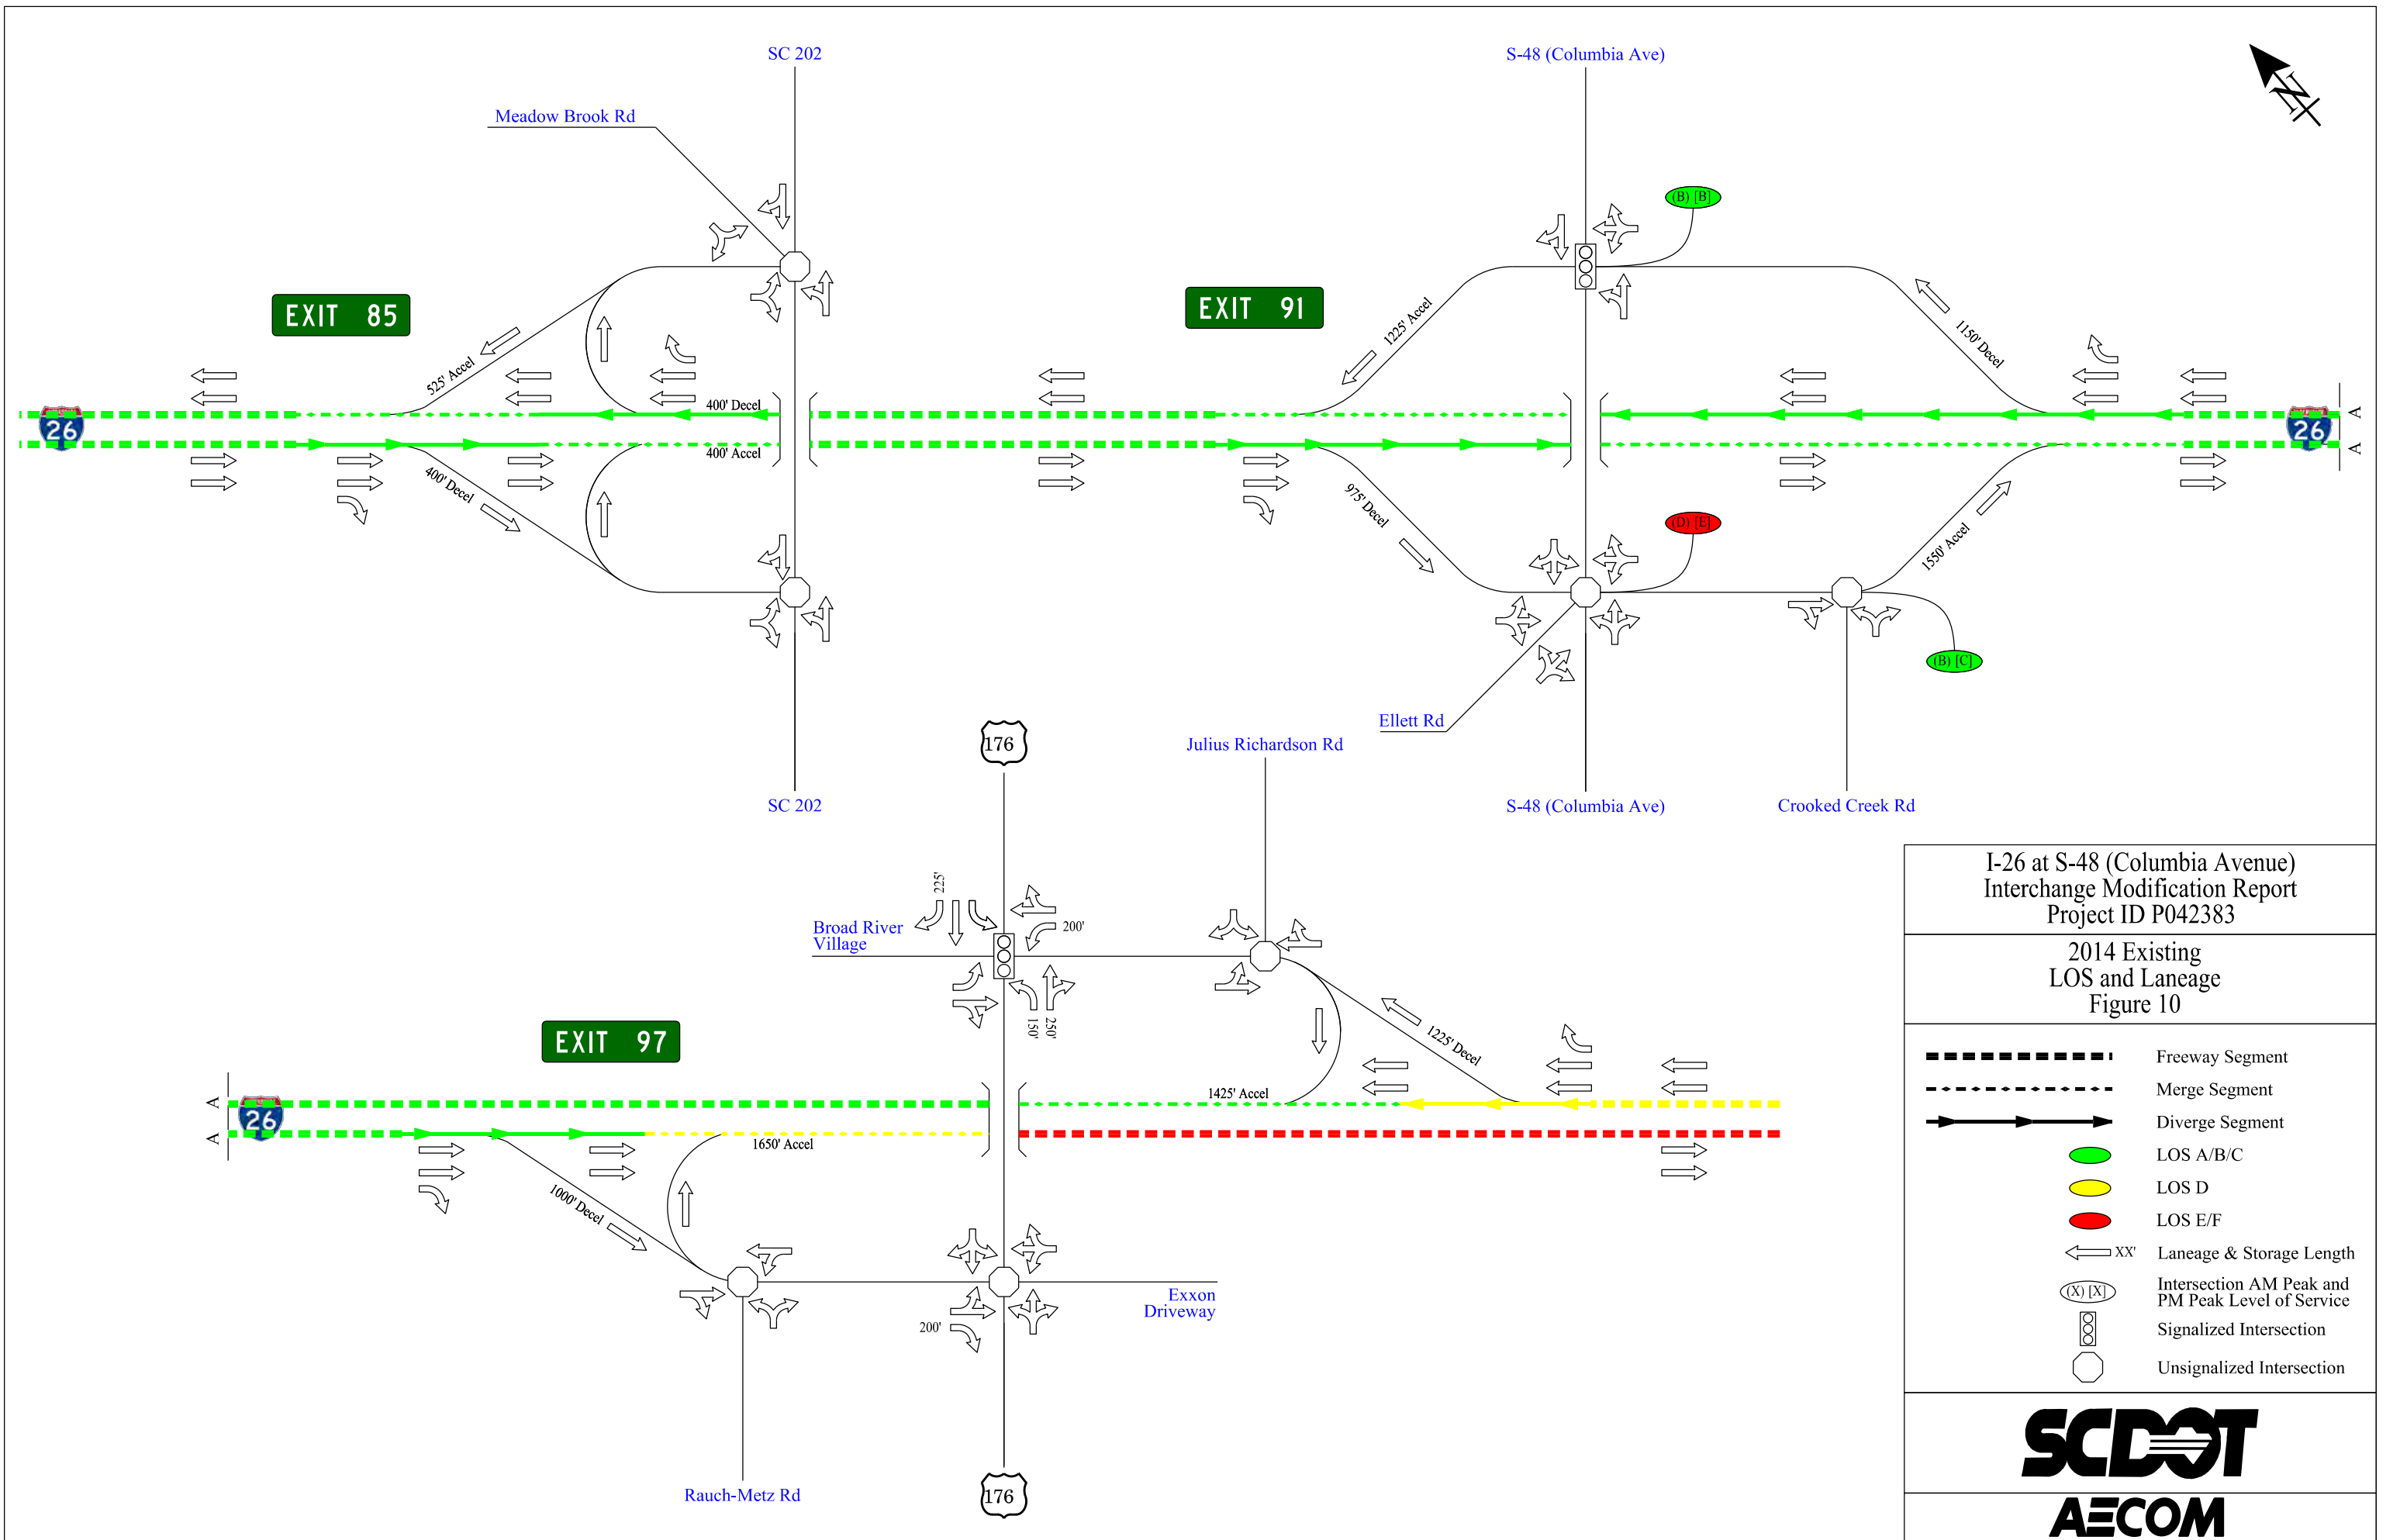 SC 202
S-48 (Columbia Ave)
N
Meadow Brook Rd
(B) [B]
EXIT 85
EXIT 91
525' Accel
1225' Accel
1150' Decel
400' Decel
26
26
A
A
400' Accel
400' Decel
975' Decel
(D) [E]
1550' Accel
(B) [C]
Ellett Rd
SC 202
S-48 (Columbia Ave)
Crooked Creek Rd
176
Julius Richardson Rd
225'
Broad River
Village
200'
150'
250'
EXIT 97
1225' Decel
1425' Accel
A
A
26
1650' Accel
1000' Decel
Exxon
Driveway
200'
Rauch-Metz Rd
176
I-26 at S-48 (Columbia Avenue)
Interchange Modification Report
Project ID P042383
2014 Existing
LOS and Laneage
Figure 10
Freeway Segment
Merge Segment
Diverge Segment
LOS A/B/C
LOS D
LOS E/F
XX' Laneage & Storage Length
(X) [X] Intersection AM Peak and
PM Peak Level of Service
Signalized Intersection
Unsignalized Intersection
SCDOT
AECOM